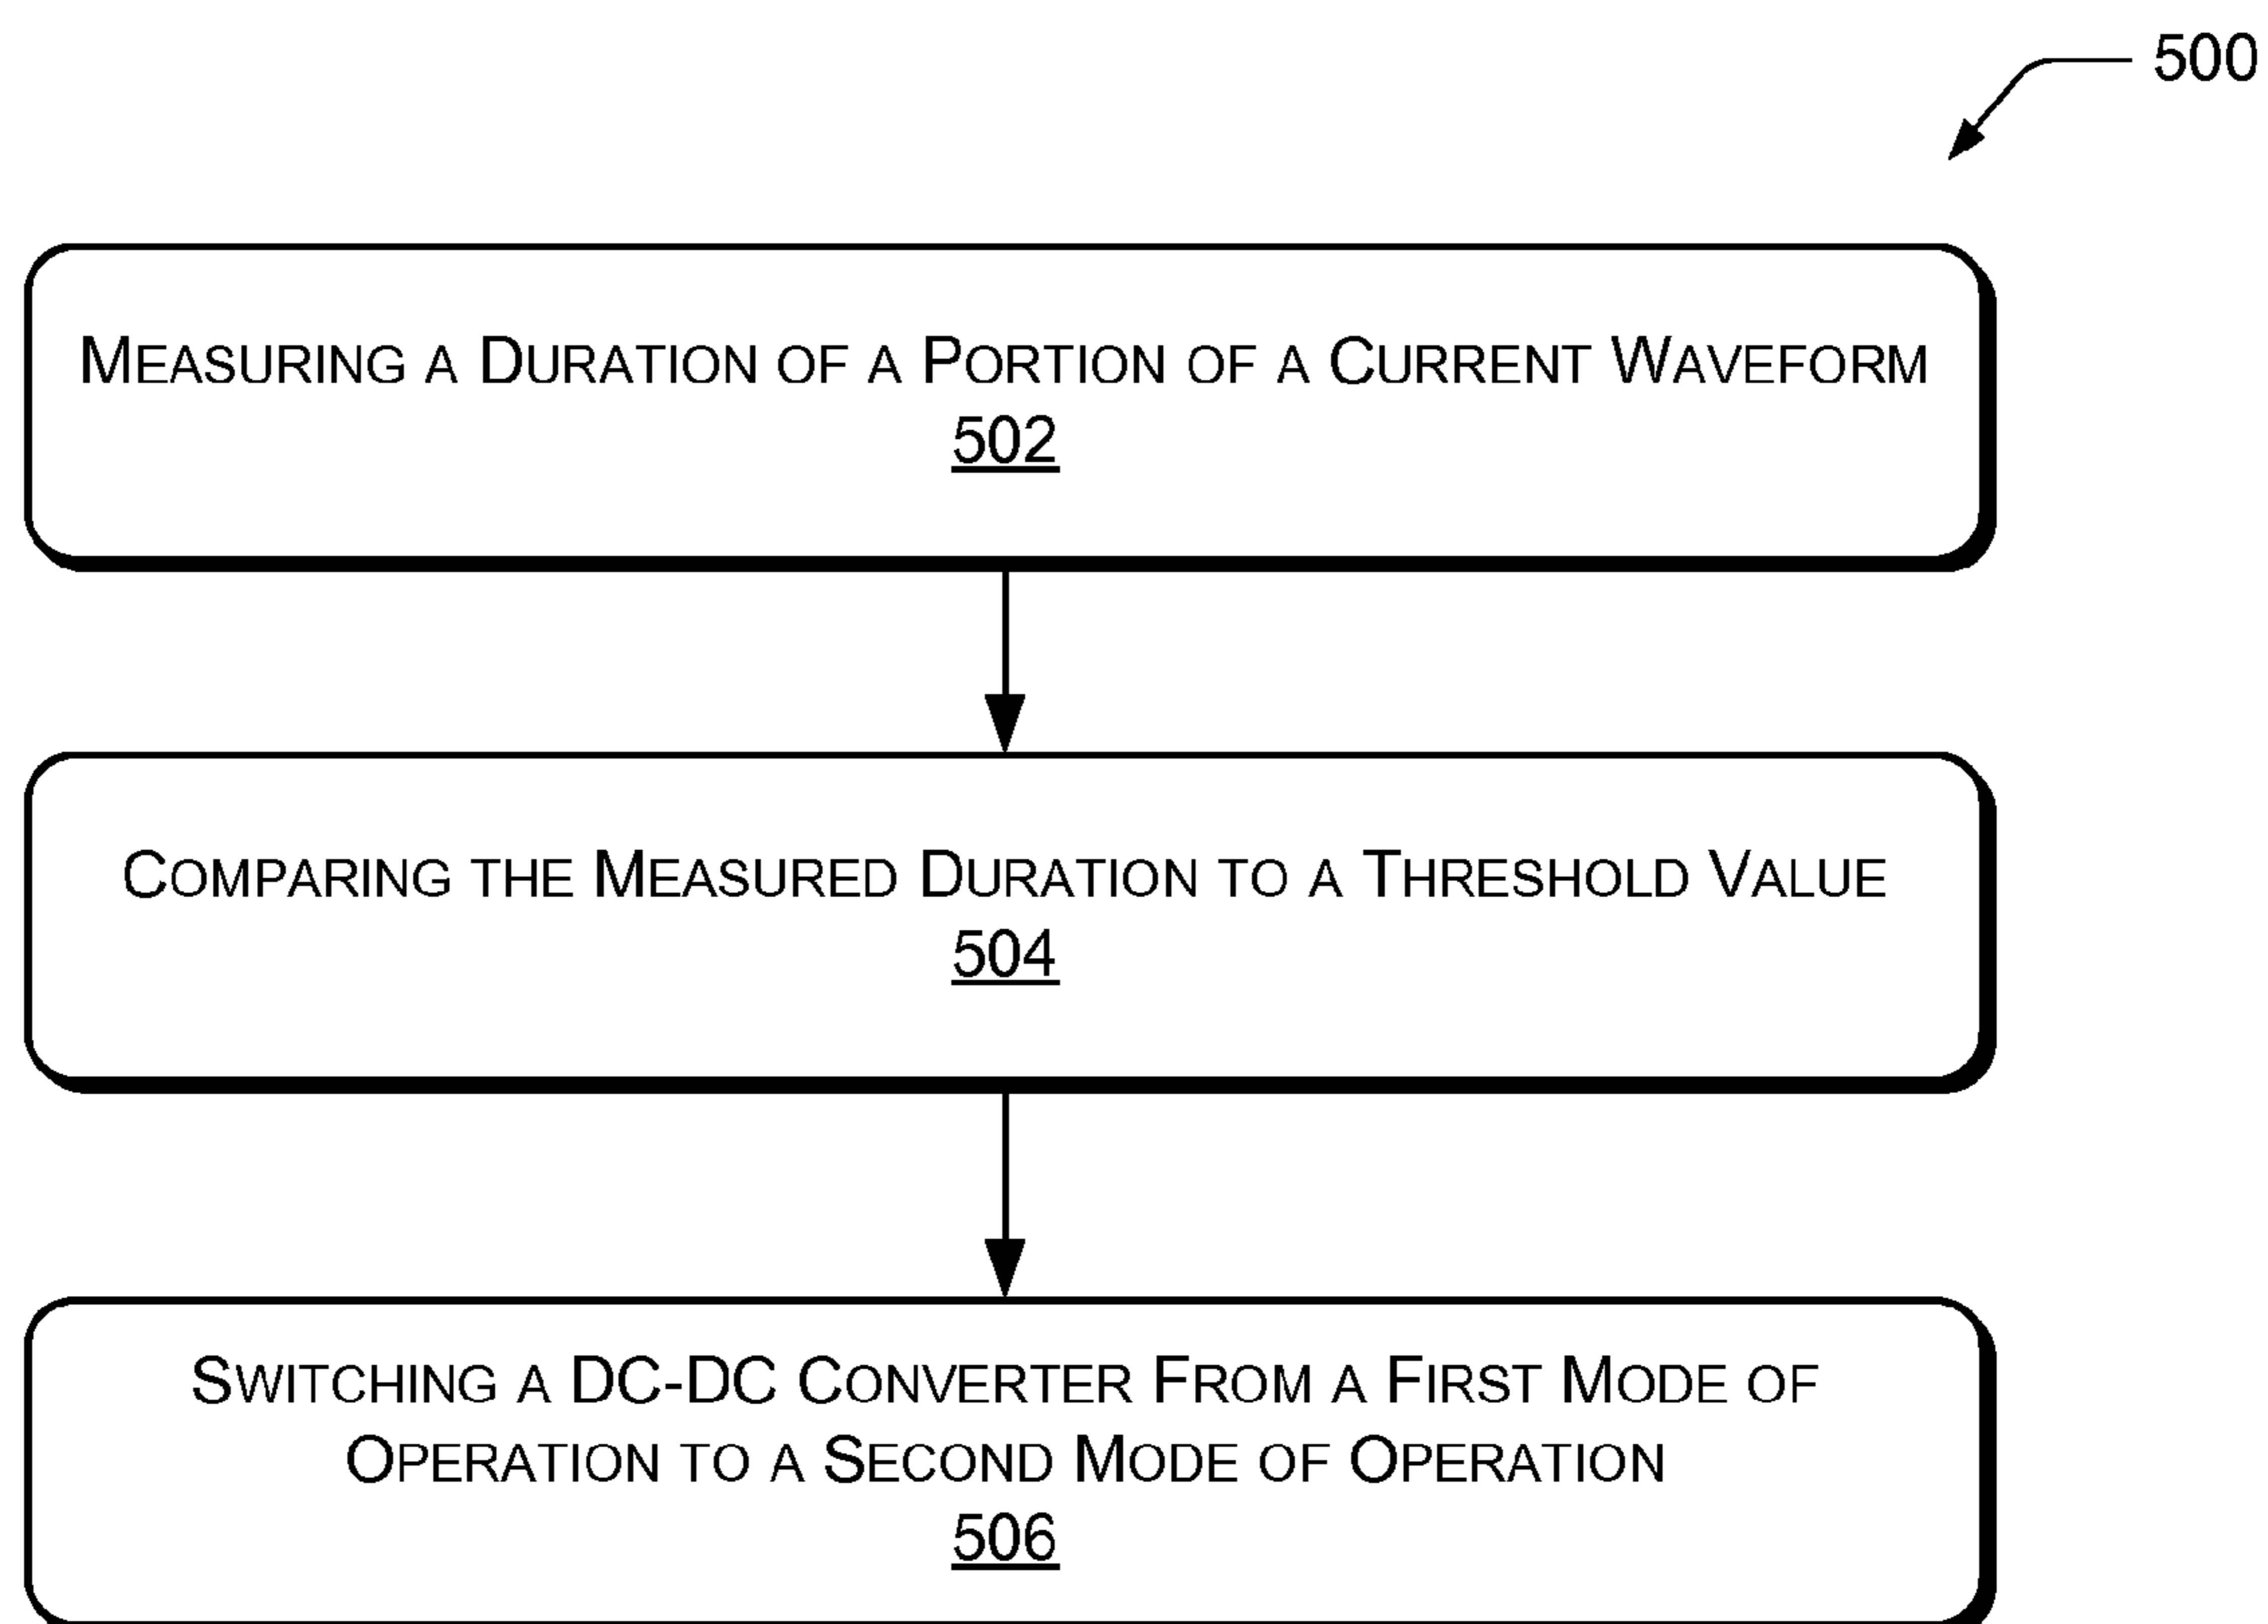 500
Measuring a Duration of a Portion of a Current Waveform
502
Comparing the Measured Duration to a Threshold Value
504
Switching a DC-DC Converter From a First Mode of
Operation to a Second Mode of Operation
506